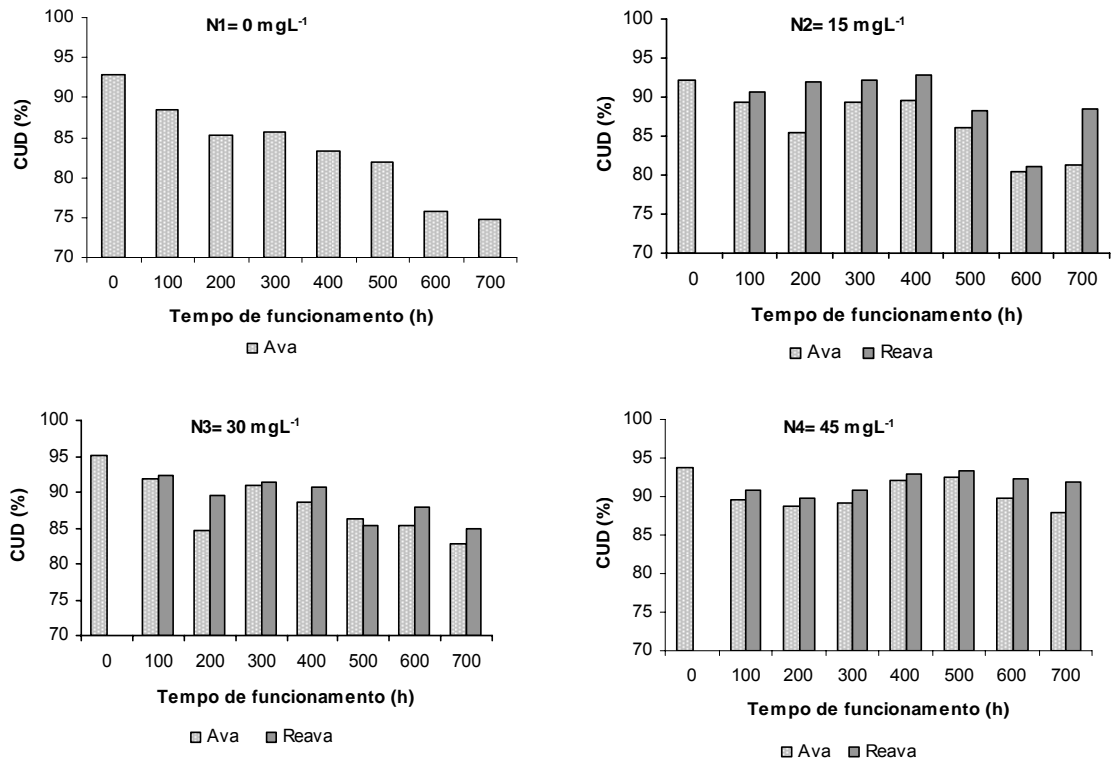 N1= 0 mgL-1
100
95
90
85
80
75
70
CUD (%)
0 100 200 300 400 500 600 700
Tempo de funcionamento (h)
Ava
N2= 15 mgL-1
100
95
90
85
80
75
70
CUD (%)
0 100 200 300 400 500 600 700
Tempo de funcionamento (h)
Ava Reava
N3= 30 mgL-1
100
95
90
85
80
75
70
CUD (%)
0 100 200 300 400 500 600 700
Tempo de funcionamento (h)
Ava Reava
N4= 45 mgL-1
100
95
90
85
80
75
70
CUD (%)
0 100 200 300 400 500 600 700
Tempo de funcionamento (h)
Ava Reava